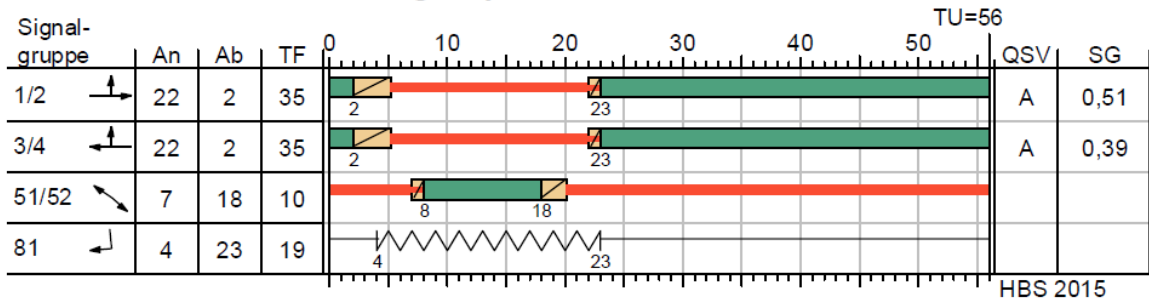 TU=56
Signal-
gruppe An Ab TF 0 10 20 30 40 50 QSV SG
1/2 22 2 35 2 23 A 0,51
3/4 22 2 35 2 23 A 0,39
51/52 7 18 10 8 18
81 4 23 19 4 23
HBS 2015